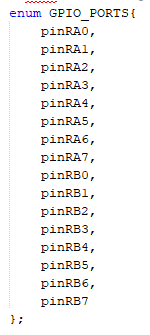 enum GPIO_PORTS{
pinRA0,
pinRA1,
pinRA2,
pinRA3,
pinRA4,
pinRA5,
pinRA6,
pinRA7,
pinRB0,
pinRB1,
pinRB2,
pinRB3,
pinRB4,
pinRB5,
pinRB6,
pinRB7
};